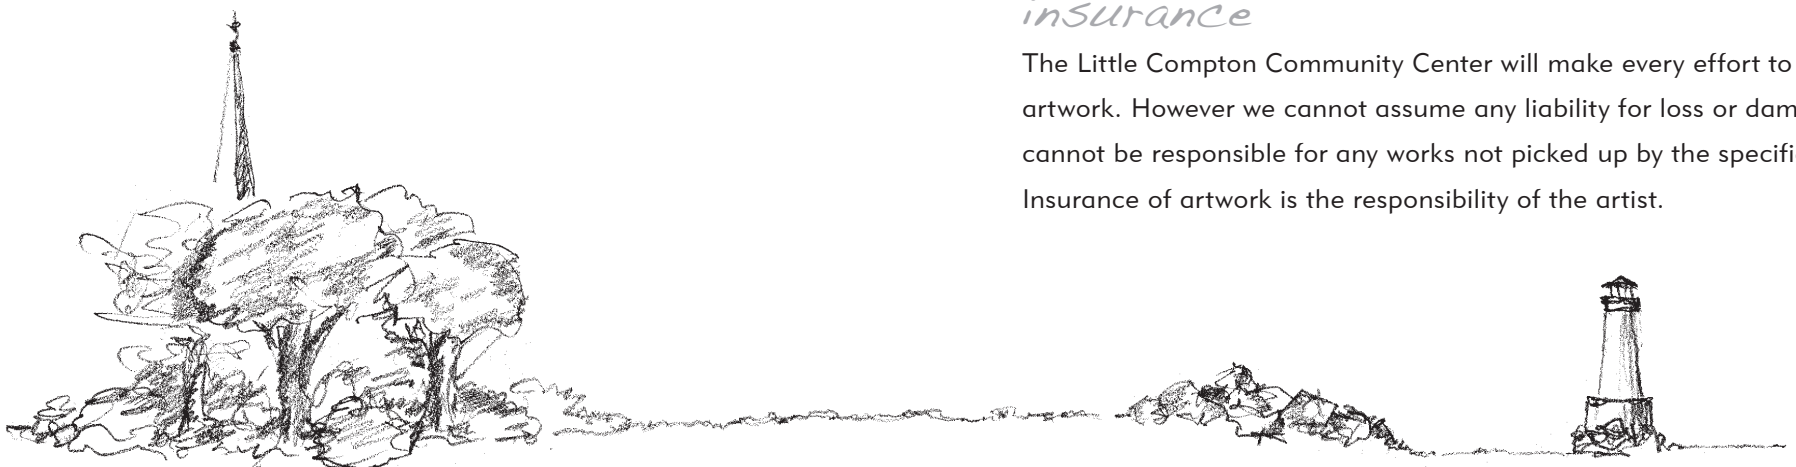 insurance
The Little Compton Community Center will make every effort to
artwork. However we cannot assume any liability for loss or dam
cannot be responsible for any works not picked up by the specifi
Insurance of artwork is the responsibility of the artist.